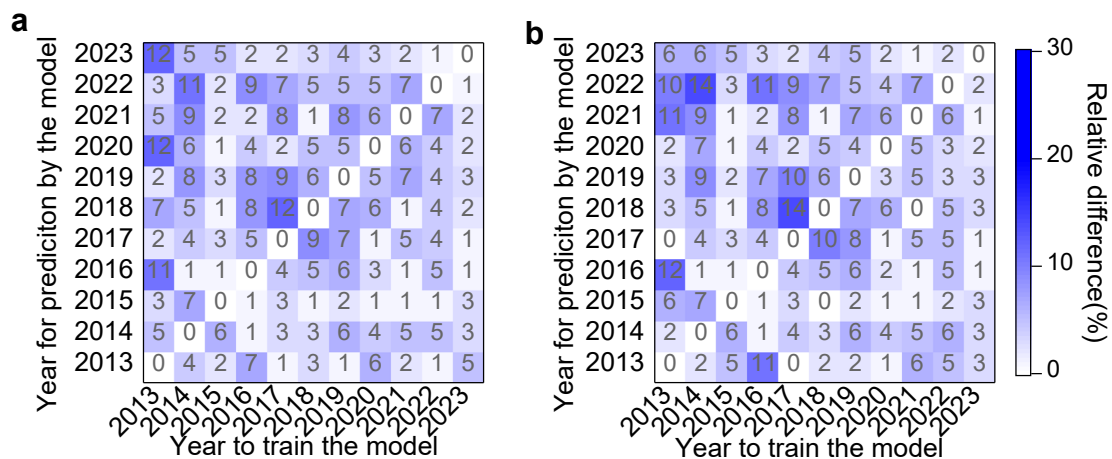 a
Year for prediciton by the model
2023 12 5 5 2 2 3 4 3 2 1 0
2022 3 11 2 9 7 5 5 5 7 0 1
2021 5 9 2 2 8 1 8 6 0 7 2
2020 12 6 1 4 2 5 5 0 6 4 2
2019 2 8 3 8 9 6 0 5 7 4 3
2018 7 5 1 8 12 0 7 6 1 4 2
2017 2 4 3 5 0 9 7 1 5 4 1
2016 11 1 1 0 4 5 6 3 1 5 1
2015 3 7 0 1 3 1 2 1 1 1 3
2014 5 0 6 1 3 3 6 4 5 5 3
2013 0 4 2 7 1 3 1 6 2 1 5
2013 2014 2015 2016 2017 2018 2019 2020 2021 2022 2023
Year to train the model
b
Year for prediciton by the model
2023 6 6 5 3 2 4 5 2 1 2 0
2022 10 14 3 11 9 7 5 4 7 0 2
2021 11 9 1 2 8 1 7 6 0 6 1
2020 2 7 1 4 2 5 4 0 5 3 2
2019 3 9 2 7 10 6 0 3 5 3 3
2018 3 5 1 8 14 0 7 6 0 5 3
2017 0 4 3 4 0 10 8 1 5 5 1
2016 12 1 1 0 4 5 6 2 1 5 1
2015 6 7 0 1 3 0 2 1 1 2 3
2014 2 0 6 1 4 3 6 4 5 6 3
2013 0 2 5 11 0 2 2 1 6 5 3
2013 2014 2015 2016 2017 2018 2019 2020 2021 2022 2023
Year to train the model
30
20
10
0
Relative difference(%)